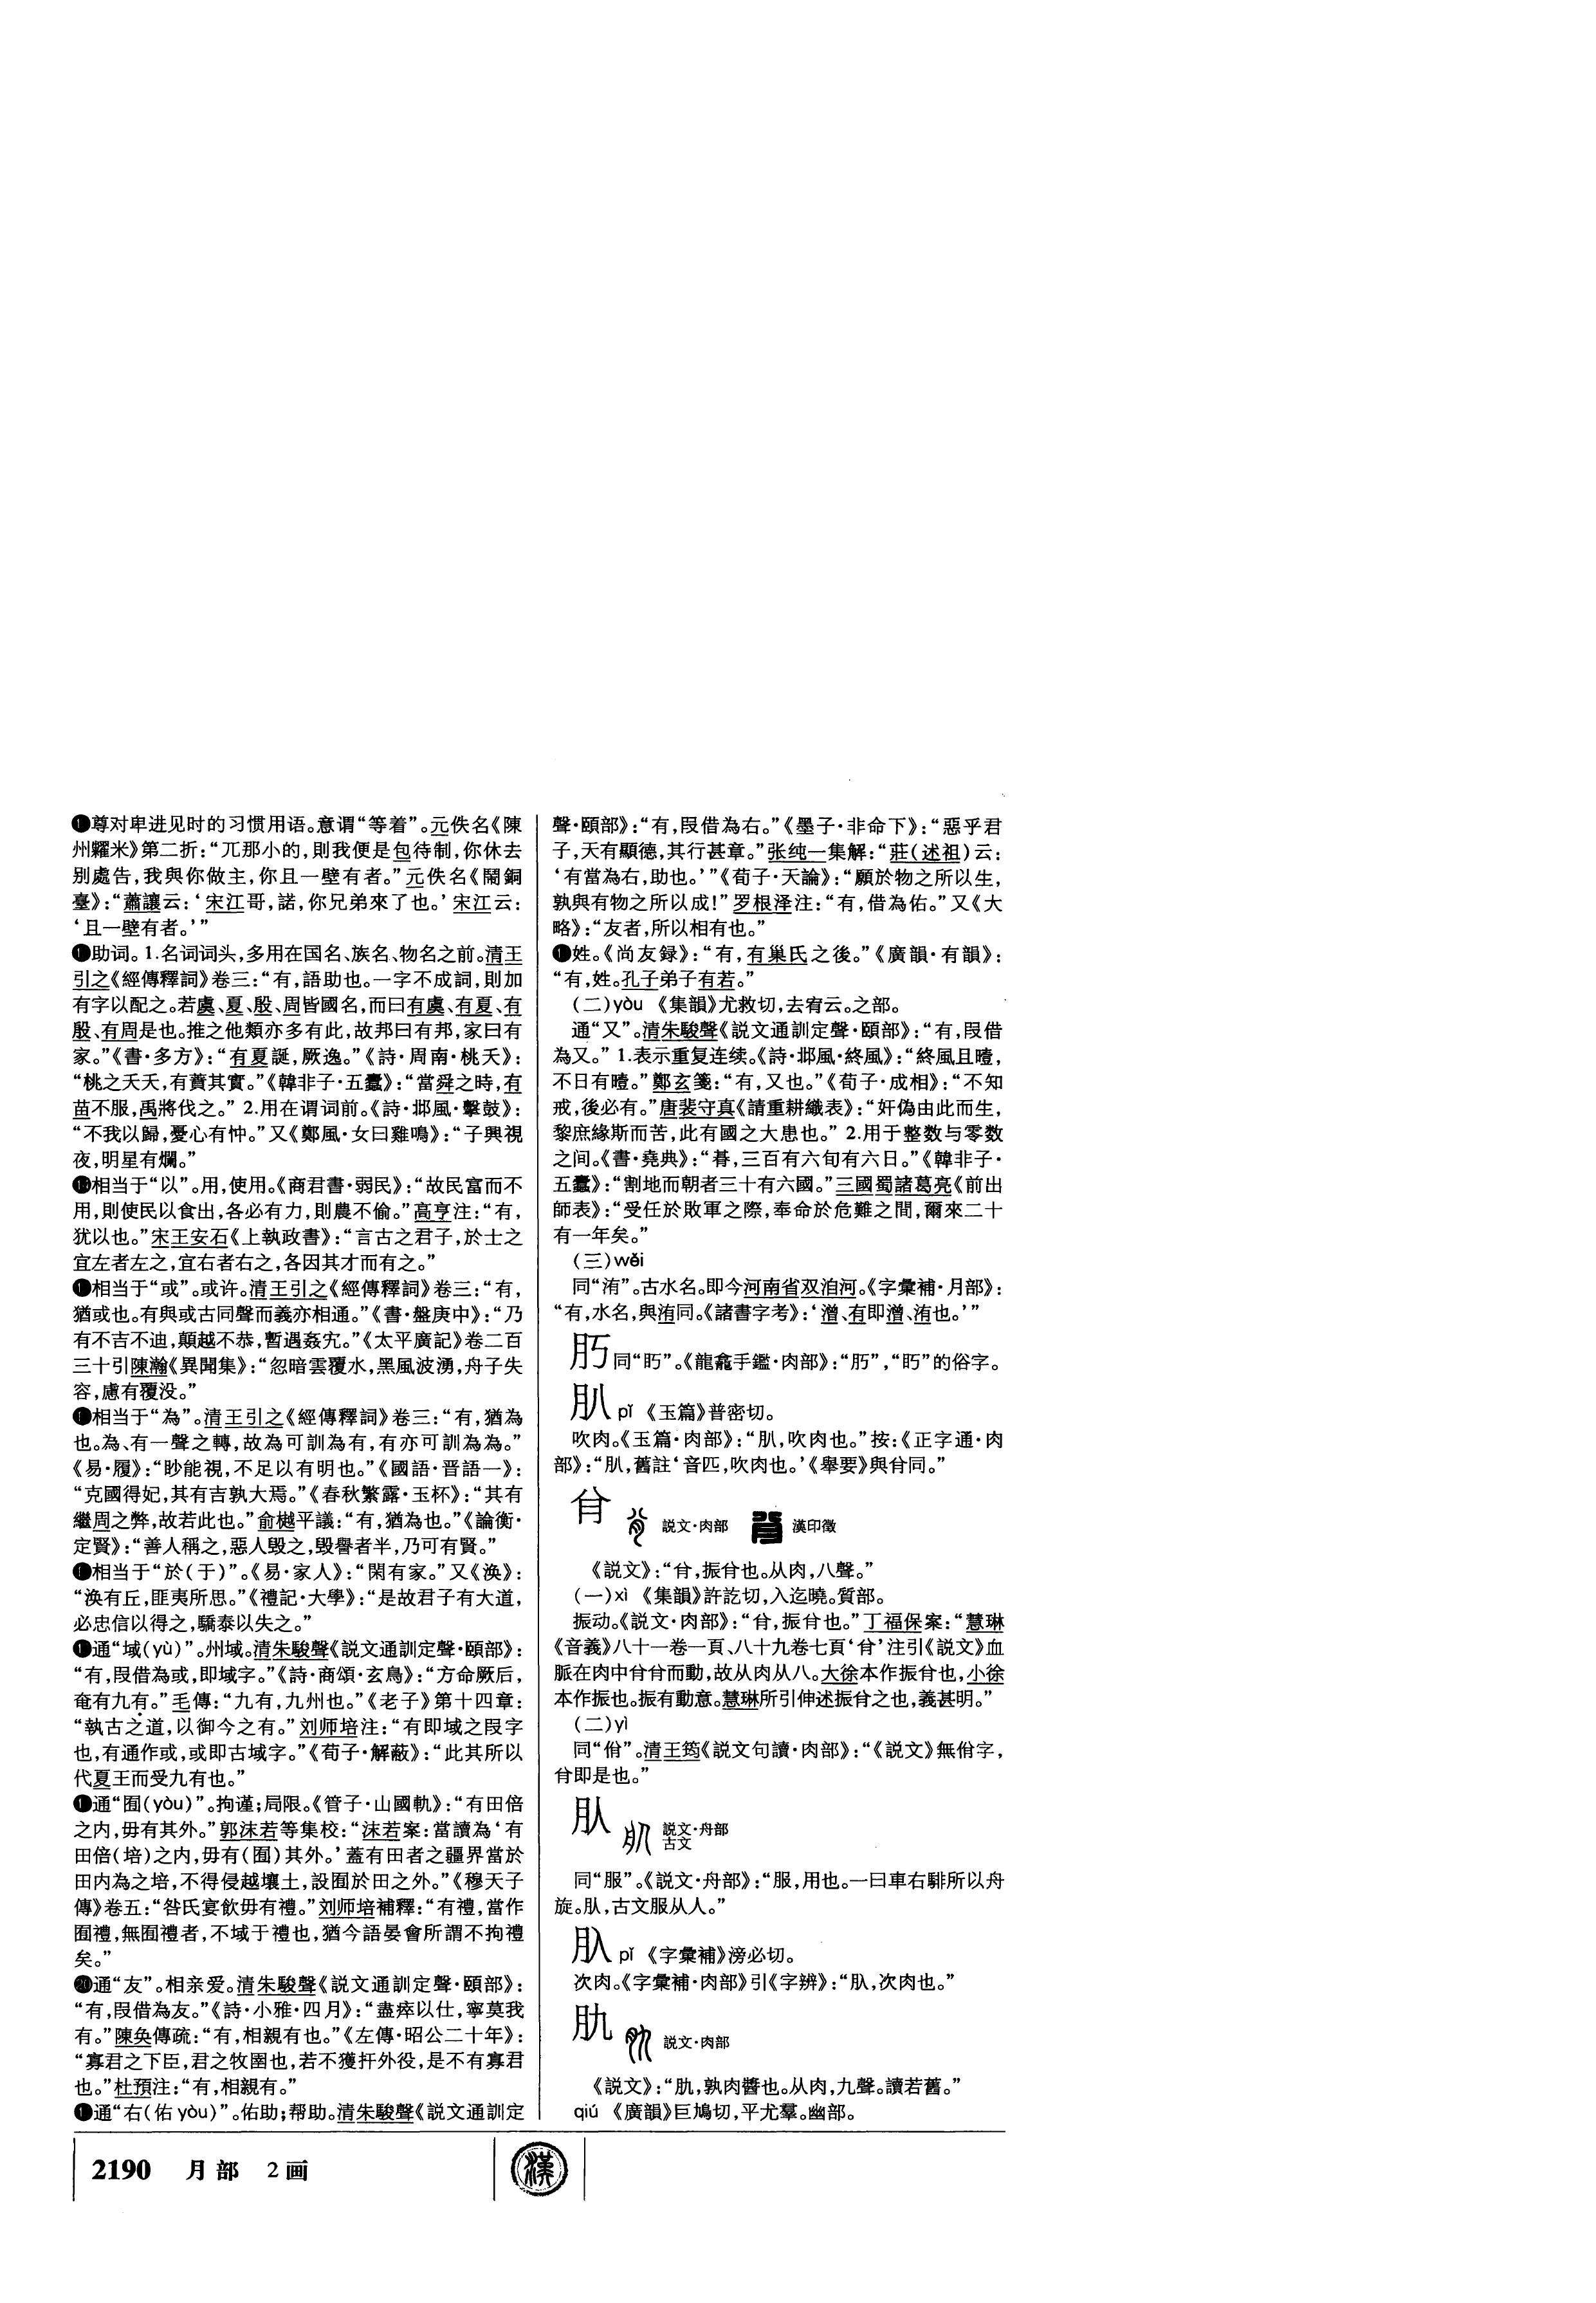 ❶尊对卑进见时的习惯用语。意谓“等着”。元佚名《陳
州糶米》第二折：“兀那小的，則我便是包待制，你休去
别處告，我與你做主，你且一壁有者。”元佚名《鬧銅
臺》：“蕭讓云：‘宋江哥，諾，你兄弟來了也。’宋江云：
‘且一壁有者。’”
❶助词。1.名词词头，多用在国名、族名、物名之前。清王
引之《經傳釋詞》卷三：“有，語助也。一字不成詞，則加
有字以配之。若虞、夏、殷、周皆國名，而曰有虞、有夏、有
殷、有周是也。推之他類亦多有此，故邦曰有邦，家曰有
家。”《書·多方》：“有夏誕，厥逸。”《詩·周南·桃夭》：
“桃之夭夭，有蕡其實。”《韓非子·五蠹》：“當舜之時，有
苗不服，禹將伐之。”2.用在谓词前。《詩·邶風·擊鼓》：
“不我以歸，憂心有忡。”又《鄭風·女曰雞鳴》：“子興視
夜，明星有爛。”
❶相当于“以”。用，使用。《商君書·弱民》：“故民富而不
用，則使民以食出，各必有力，則農不偷。”高亨注：“有，
犹以也。”宋王安石《上執政書》：“言古之君子，於士之
宜左者左之，宜右者右之，各因其才而有之。”
❶相当于“或”。或许。清王引之《經傳釋詞》卷三：“有，
猶或也。有與或古同聲而義亦相通。”《書·盤庚中》：“乃
有不吉不迪，顛越不恭，暫遇姦宄。”《太平廣記》卷二百
三十引陳瀚《異聞集》：“忽暗雲覆水，黑風波湧，舟子失
容，慮有覆没。”
❶相当于“為”。清王引之《經傳釋詞》卷三：“有，猶為
也。為、有一聲之轉，故為可訓為有，有亦可訓為為。”
《易·履》：“眇能視，不足以有明也。”《國語·晋語一》：
“克國得妃，其有吉孰大焉。”《春秋繁露·玉杯》：“其有
繼周之弊，故若此也。”俞樾平議：“有，猶為也。”《論衡·
定賢》：“善人稱之，惡人毁之，毁譽者半，乃可有賢。”
❶相当于“於(于)”。《易·家人》：“閑有家。”又《渙》：
“渙有丘，匪夷所思。”《禮記·大學》：“是故君子有大道，
必忠信以得之，驕泰以失之。”
❶通“域(yù)”。州域。清朱駿聲《説文通訓定聲·頤部》：
“有，叚借為或，即域字。”《詩·商頌·玄鳥》：“方命厥后，
奄有九有。”毛傳：“九有，九州也。”《老子》第十四章：
“執古之道，以御今之有。”刘师培注：“有即域之叚字
也，有通作或，或即古域字。”《荀子·解蔽》：“此其所以
代夏王而受九有也。”
❶通“囿(yòu)”。拘谨；局限。《管子·山國軌》：“有田倍
之内，毋有其外。”郭沫若等集校：“沫若案：當讀為‘有
田倍(培)之内，毋有(囿)其外。’蓋有田者之疆界當於
田内為之培，不得侵越壤土，設囿於田之外。”《穆天子
傳》卷五：“咎氏宴飲毋有禮。”刘师培補釋：“有禮，當作
囿禮，無囿禮者，不域于禮也，猶今語晏會所謂不拘禮
矣。”
⓴通“友”。相亲爱。清朱駿聲《説文通訓定聲·頤部》：
“有，叚借為友。”《詩·小雅·四月》：“盡瘁以仕，寧莫我
有。”陳奂傳疏：“有，相親有也。”《左傳·昭公二十年》：
“寡君之下臣，君之牧圉也，若不獲扞外役，是不有寡君
也。”杜預注：“有，相親有。”
❶通“右(佑yòu)”。佑助；帮助。清朱駿聲《説文通訓定
聲·頤部》：“有，叚借為右。”《墨子·非命下》：“惡乎君
子，天有顯德，其行甚章。”张纯一集解：“莊(述祖)云：
‘有當為右，助也。’”《荀子·天論》：“願於物之所以生，
孰與有物之所以成！”罗根泽注：“有，借為佑。”又《大
略》：“友者，所以相有也。”
❶姓。《尚友録》：“有，有巢氏之後。”《廣韻·有韻》：
“有，姓。孔子弟子有若。”
(二)yòu 《集韻》尤救切，去宥云。之部。
通“又”。清朱駿聲《説文通訓定聲·頤部》：“有，叚借
為又。”1.表示重复连续。《詩·邶風·終風》：“終風且曀，
不日有曀。”鄭玄箋：“有，又也。”《荀子·成相》：“不知
戒，後必有。”唐裴守真《請重耕織表》：“奸偽由此而生，
黎庶緣斯而苦，此有國之大患也。”2.用于整数与零数
之间。《書·堯典》：“朞，三百有六旬有六日。”《韓非子·
五蠹》：“割地而朝者三十有六國。”三國蜀諸葛亮《前出
師表》：“受任於敗軍之際，奉命於危難之間，爾來二十
有一年矣。”
(三)wěi
同“洧”。古水名。即今河南省双洎河。《字彙補·月部》：
“有，水名，與洧同。《諸書字考》：‘潧、有即潧、洧也。’”
肟同“眄”。《龍龕手鑑·肉部》：“肟”，“眄”的俗字。
肊 pǐ 《玉篇》普密切。
吹肉。《玉篇·肉部》：“𦘩，吹肉也。”按：《正字通·肉
部》：“𦘩，舊註‘音匹，吹肉也。’《舉要》與㕣同。”
㑗 説文·肉部 漢印徵
《説文》：“𦘭，振𦘭也。从肉，八聲。”
(一)xì 《集韻》許訖切，入迄曉。質部。
振动。《説文·肉部》：“𦘭，振𦘭也。”丁福保案：“慧琳
《音義》八十一卷一頁、八十九卷七頁‘𦘭’注引《説文》血
脈在肉中𦘭𦘭而動，故从肉从八。大徐本作振𦘭也，小徐
本作振也。振有動意。慧琳所引伸述振𦘭之也，義甚明。”
(二)yì
同“佾”。清王筠《説文句讀·肉部》：“《説文》無佾字，
𦘭即是也。”
𦨈 説文·舟部
古文
同“服”。《説文·舟部》：“服，用也。一曰車右騑所以舟
旋。𦨈，古文服从人。”
pǐ 《字彙補》滂必切。
次肉。《字彙補·肉部》引《字辨》：“肞，次肉也。”
肍 説文·肉部
《説文》：“肍，孰肉醬也。从肉，九聲。讀若舊。”
qiú 《廣韻》巨鳩切，平尤羣。幽部。
2190 月部 2画
漢